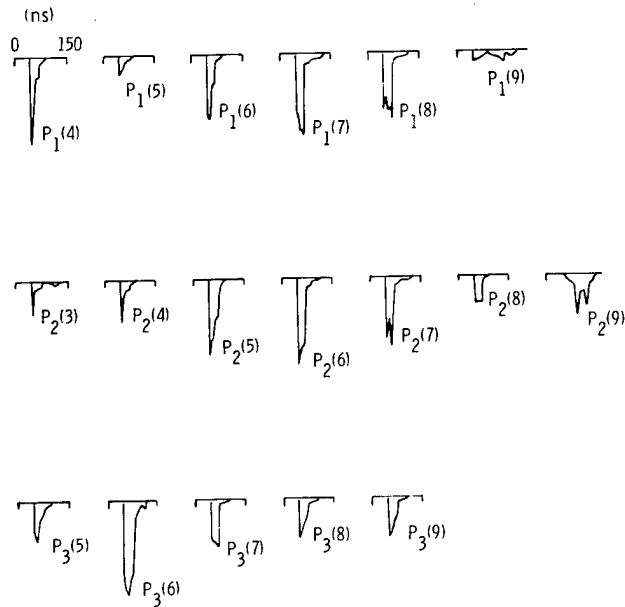 (ns)
0 150
P1(4) P1(5) P1(6) P1(7) P1(8) P1(9)
P2(3) P2(4) P2(5) P2(6) P2(7) P2(8) P2(9)
P3(5) P3(6) P3(7) P3(8) P3(9)